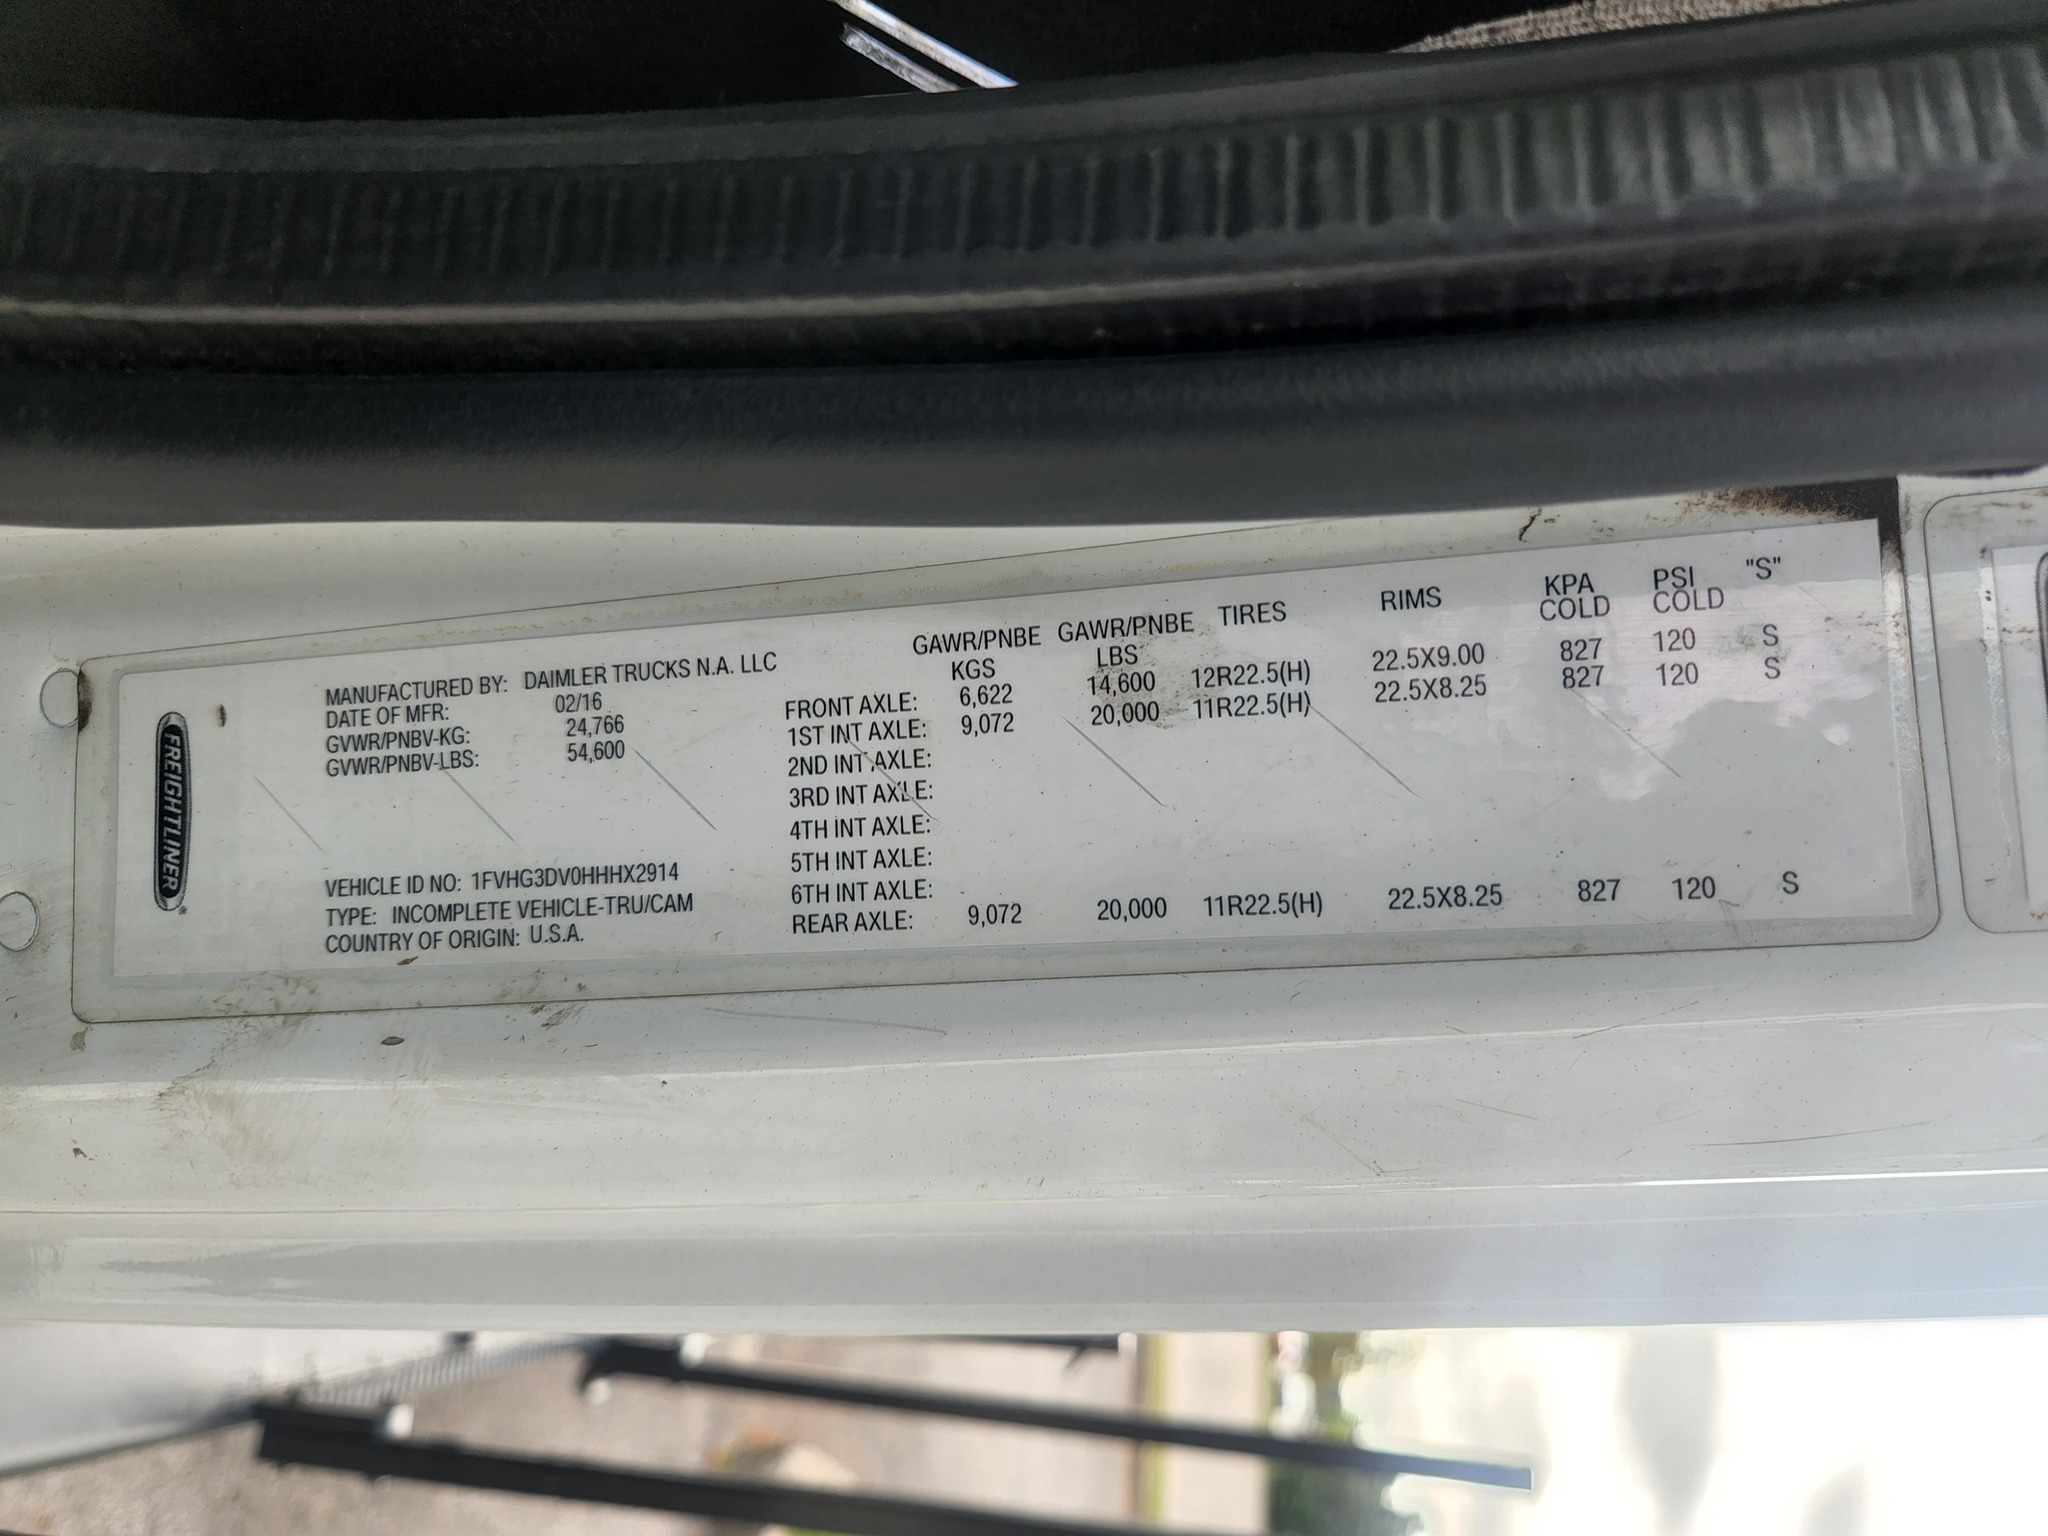 FREIGHTLINER
MANUFACTURED BY: DAIMLER TRUCKS N.A. LLC
DATE OF MFR: 02/16
GVWR/PNBV-KG: 24,766
GVWR/PNBV-LBS: 54,600
VEHICLE ID NO: 1FVHG3DV0HHHX2914
TYPE: INCOMPLETE VEHICLE-TRU/CAM
COUNTRY OF ORIGIN: U.S.A.
GAWR/PNBE KGS GAWR/PNBE LBS TIRES RIMS KPA COLD PSI COLD "S"
FRONT AXLE: 6,622 14,600 12R22.5(H) 22.5X9.00 827 120 S
1ST INT AXLE: 9,072 20,000 11R22.5(H) 22.5X8.25 827 120 S
2ND INT AXLE:
3RD INT AXLE:
4TH INT AXLE:
5TH INT AXLE:
6TH INT AXLE:
REAR AXLE: 9,072 20,000 11R22.5(H) 22.5X8.25 827 120 S